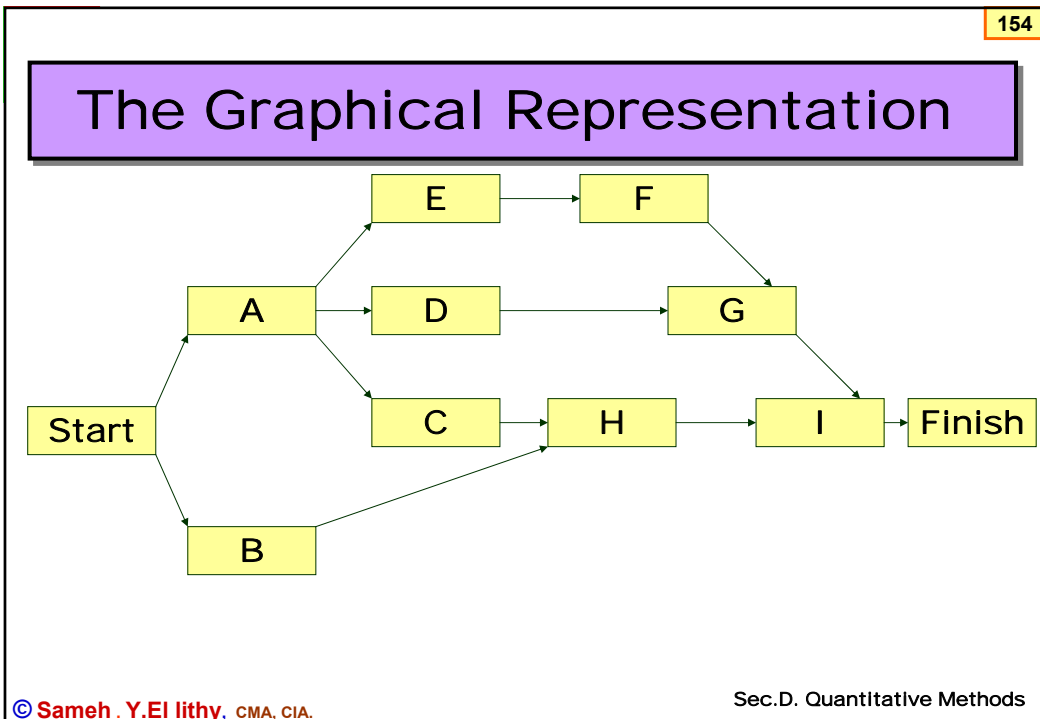 154
The Graphical Representation
E
F
A
D
G
Start
C
H
I
Finish
B
Sec.D. Quantitative Methods
© Sameh . Y.El lithy, CMA, CIA.